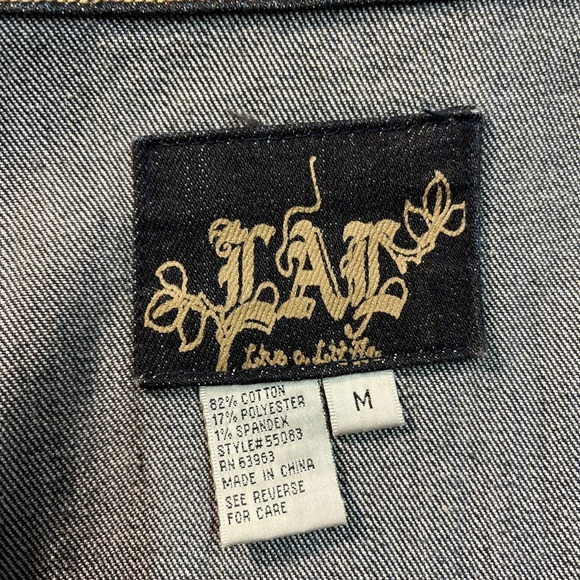 LAL
Live a Little
M
82% COTTON
17% POLYESTER
1% SPANDEX
STYLE#55083
RN 63963
MADE IN CHINA
SEE REVERSE
FOR CARE